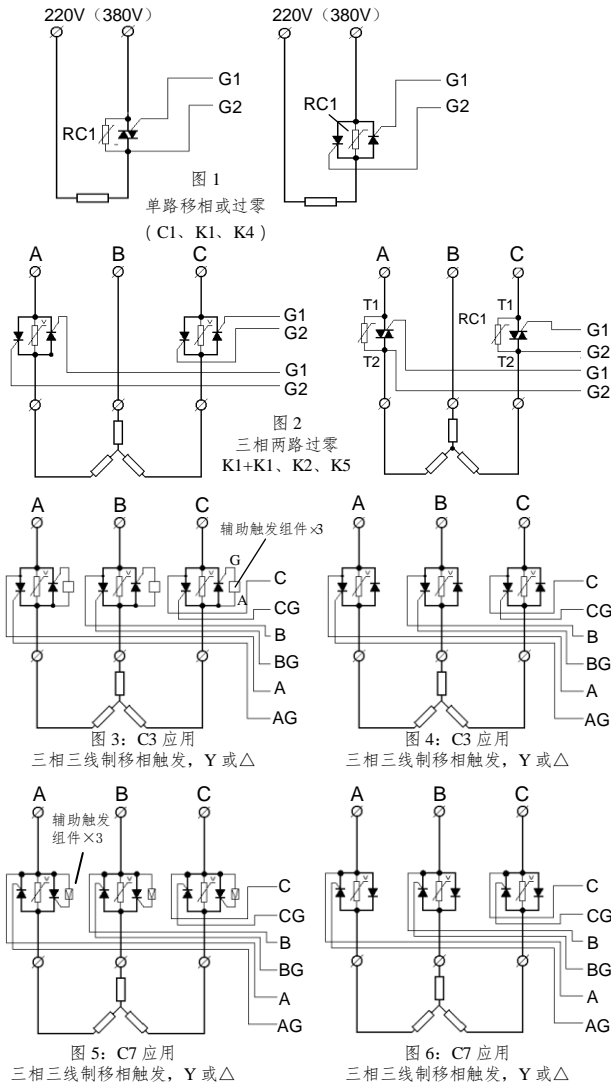 220V（380V）
220V（380V）
G1
G2
RC1
G1
G2
RC1
图 1
单路移相或过零
（ C1、K1、K4 ）
A
B
C
A
B
C
G1
G2
G1
G2
T1
T2
RC1
T1
T2
G1
G2
G1
G2
图 2
三相两路过零
K1+K1、K2、K5
A
B
C
辅助触发组件×3
G
A
C
CG
B
BG
A
AG
图 3：C3 应用
三相三线制移相触发，Y 或△
A
B
C
C
CG
B
BG
A
AG
图 4：C3 应用
三相三线制移相触发，Y 或△
A
B
C
辅助触发
组件×3
C
CG
B
BG
A
AG
图 5：C7 应用
三相三线制移相触发，Y 或△
A
B
C
C
CG
B
BG
A
AG
图 6：C7 应用
三相三线制移相触发，Y 或△